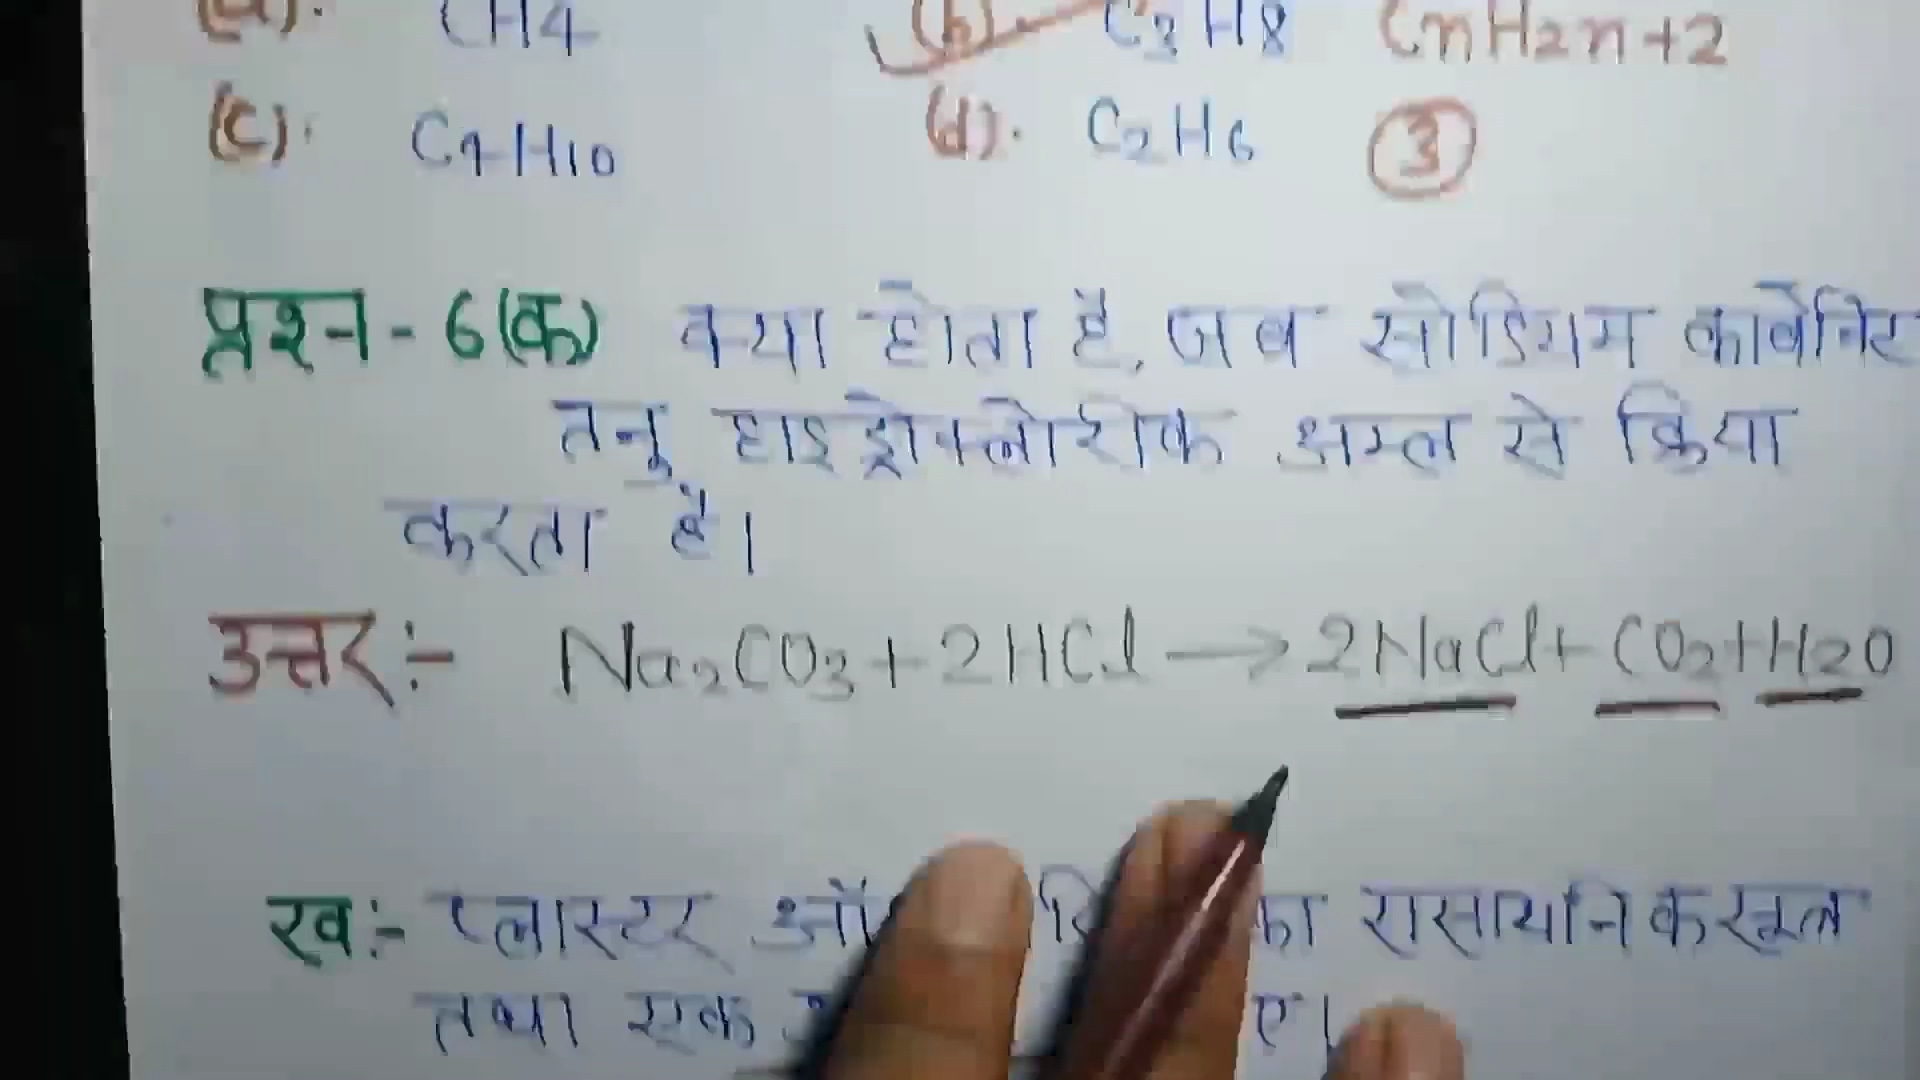 (a). CH4 (b) C3H8 CnH2n+2
(c). C4H10 (d). C2H6 3
प्रश्न - 6(क) क्या होता है, जब सोडियम
तनू हाइड्रोक्लोरीक अम्ल से क्रिया
करता है।
उत्तर:- Na2CO3+2HCl→2NaCl+CO2+H2O
ख:- प्लास्टर का रासायनिक सूत्र
तथा एक